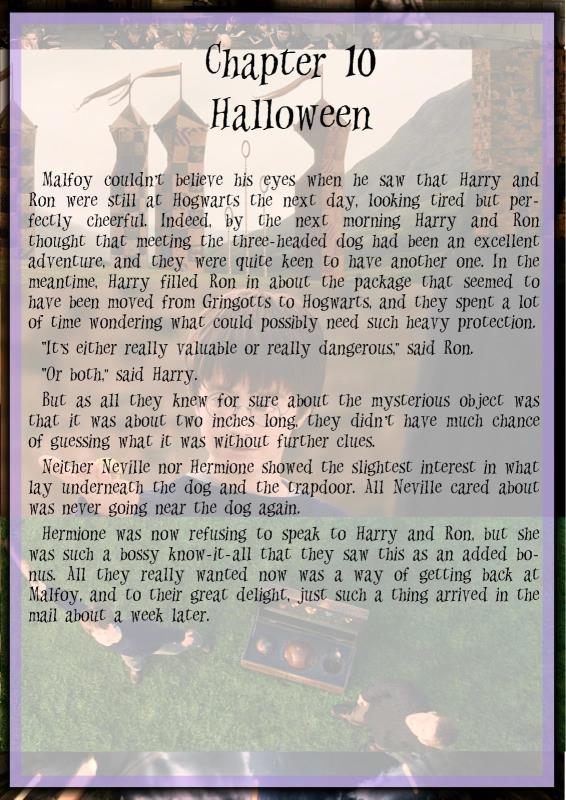 Chapter 10
Halloween
Malfoy couldn't believe his eyes when he saw that Harry and
Ron were still at Hogwarts the next day, looking tired but per-
fectly cheerful. Indeed, by the next morning Harry and Ron
thought that meeting the three-headed dog had been an excellent
adventure, and they were quite keen to have another one. In the
meantime, Harry filled Ron in about the package that seemed to
have been moved from Gringotts to Hogwarts, and they spent a lot
of time wondering what could possibly need such heavy protection.
"It's either really valuable or really dangerous," said Ron.
"Or both," said Harry.
But as all they knew for sure about the mysterious object was
that it was about two inches long, they didn't have much chance
of guessing what it was without further clues.
Neither Neville nor Hermione showed the slightest interest in what
lay underneath the dog and the trapdoor. All Neville cared about
was never going near the dog again.
Hermione was now refusing to speak to Harry and Ron, but she
was such a bossy know-it-all that they saw this as an added bo-
nus. All they really wanted now was a way of getting back at
Malfoy, and to their great delight, just such a thing arrived in the
mail about a week later.